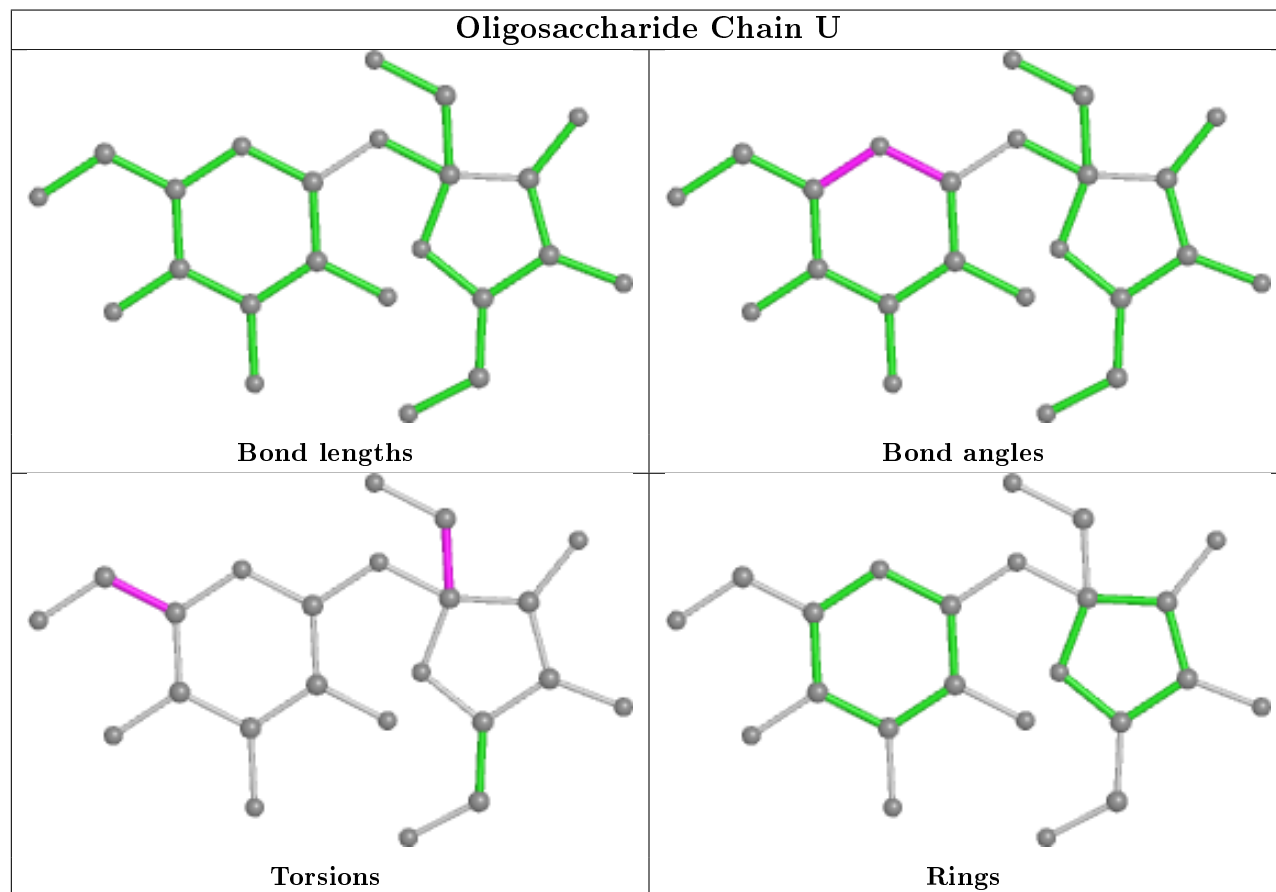 Oligosaccharide Chain U
Bond lengths
Bond angles
Torsions
Rings